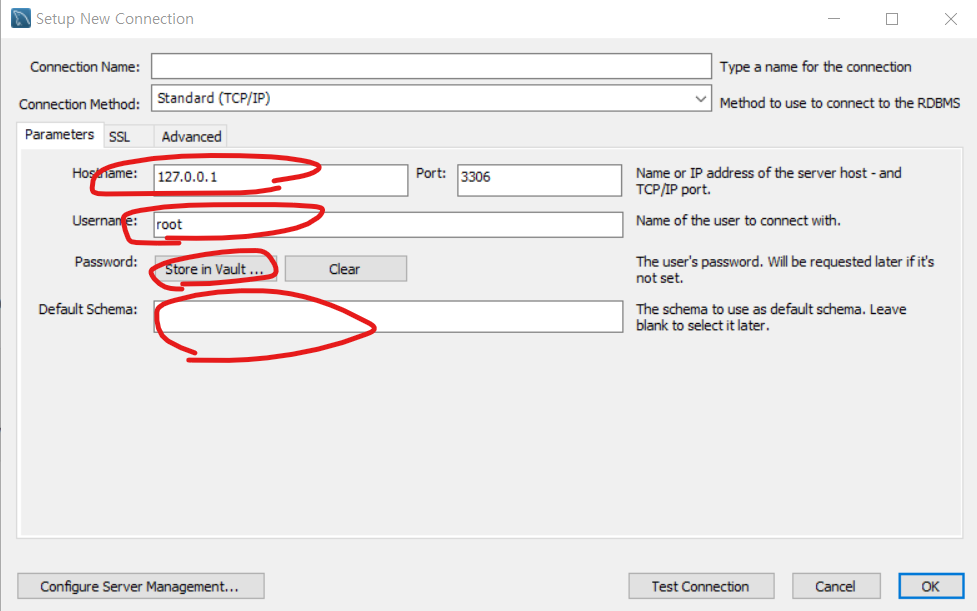 Setup New Connection
Connection Name:
Type a name for the connection
Connection Method: Standard (TCP/IP)
Method to use to connect to the RDBMS
Parameters SSL Advanced
Hostname: 127.0.0.1 Port: 3306
Name or IP address of the server host - and
TCP/IP port.
Username: root
Name of the user to connect with.
Password: Store in Vault ... Clear
The user's password. Will be requested later if it's
not set.
Default Schema:
The schema to use as default schema. Leave
blank to select it later.
Configure Server Management... Test Connection Cancel OK